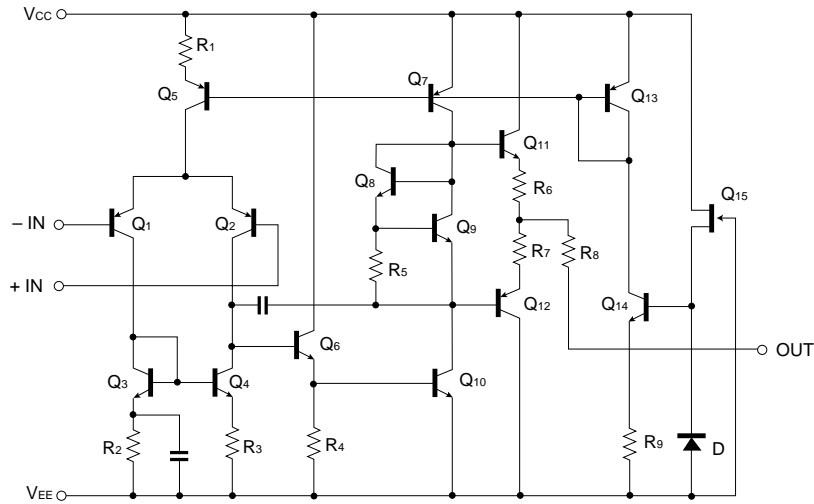 VCC
R1
Q5
Q7
Q13
Q11
Q8
R6
Q15
– IN
Q1
Q2
Q9
R7
R8
+ IN
R5
Q12
Q14
Q6
OUT
Q3
Q4
Q10
R2
R3
R4
R9
D
VEE